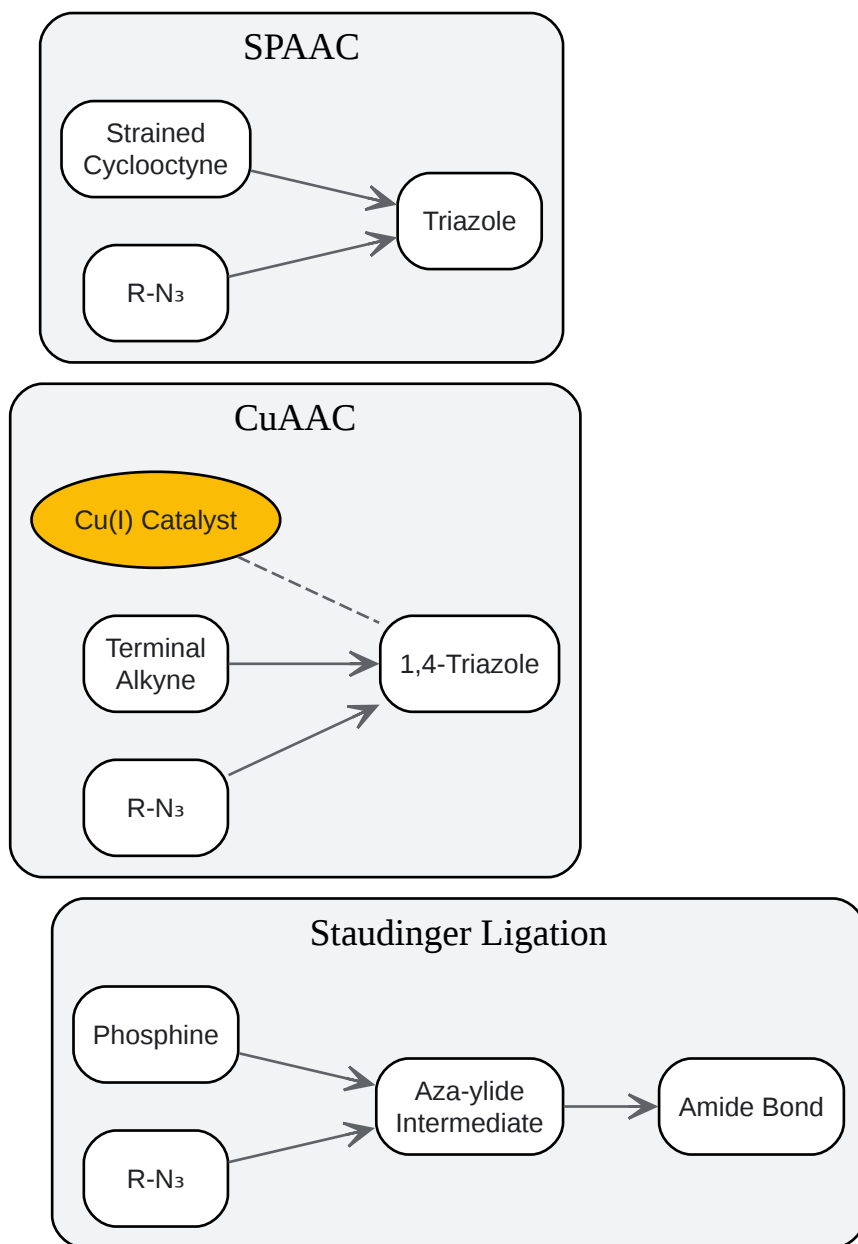 SPAAC
Strained
Cyclooctyne
Triazole
R-N₃
CuAAC
Cu(I) Catalyst
Terminal
Alkyne
1,4-Triazole
R-N₃
Staudinger Ligation
Phosphine
Aza-ylide
Intermediate
Amide Bond
R-N₃